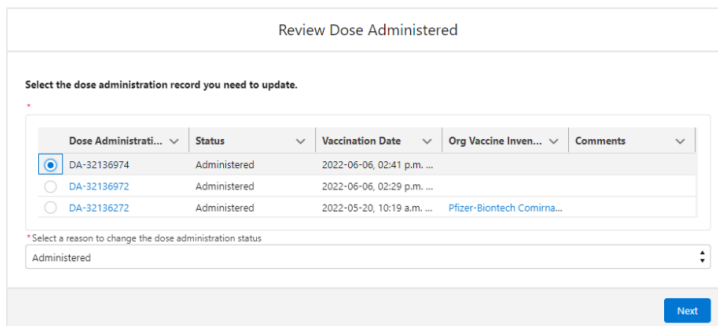 Review Dose Administered
Select the dose administration record you need to update.
*
Dose Administrati... Status Vaccination Date Org Vaccine Inven... Comments
DA-32136974 Administered 2022-06-06, 02:41 p.m. ...
DA-32136972 Administered 2022-06-06, 02:29 p.m. ...
DA-32136272 Administered 2022-05-20, 10:19 a.m. ... Pfizer-Biontech Comirna...
*Select a reason to change the dose administration status
Administered
Next